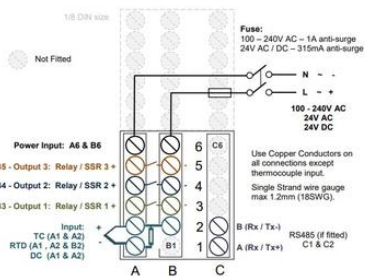 1/8 DIN size
Fuse:
100 – 240V AC – 1A anti-surge
24V AC / DC – 315mA anti-surge
Not Fitted
N ~ -
L ~ +
100 - 240V AC
24V AC
24V DC
Power Input: A6 & B6
6 C6
5 - Output 3: Relay / SSR 3 +
5
4 - Output 2: Relay / SSR 2 +
4
3 - Output 1: Relay / SSR 1 +
3
Use Copper Conductors on
all connections except
thermocouple input.
Single Strand wire gauge
max 1.2mm (18SWG).
Input:
TC (A1 & A2)
RTD (A1 , A2 & B2)
DC (A1 & A2)
+
-
2
B1
1
B (Rx / Tx-)
A (Rx / Tx+)
RS485 (if fitted)
C1 & C2
A B C